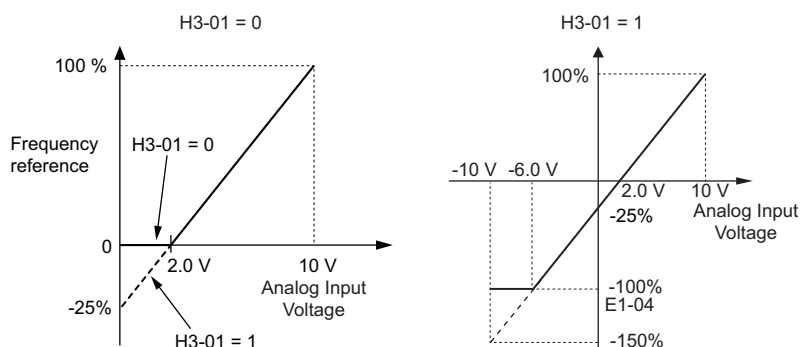 H3-01 = 0
100 %
Frequency
reference
H3-01 = 0
0
2.0 V
10 V
Analog Input
Voltage
-25%
H3-01 = 1
H3-01 = 1
100%
-10 V
-6.0 V
2.0 V
10 V
Analog Input
Voltage
-25%
-100%
E1-04
-150%